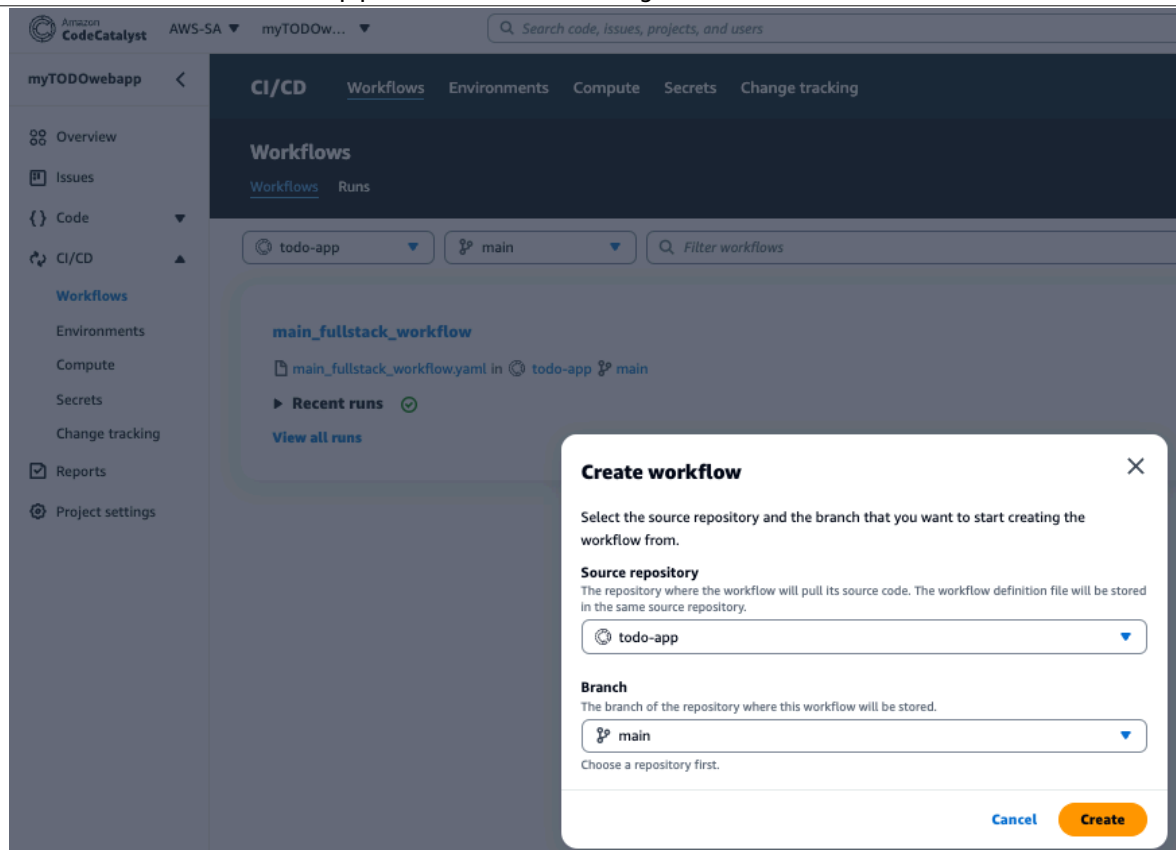 Amazon
CodeCatalyst
AWS-SA
myTODOw...
Search code, issues, projects, and users
myTODOwebapp
CI/CD
Workflows
Environments
Compute
Secrets
Change tracking
Overview
Issues
Code
CI/CD
Workflows
Environments
Compute
Secrets
Change tracking
Reports
Project settings
Workflows
Workflows
Runs
todo-app
main
Filter workflows
main_fullstack_workflow
main_fullstack_workflow.yaml in todo-app main
Recent runs
View all runs
Create workflow
Select the source repository and the branch that you want to start creating the
workflow from.
Source repository
The repository where the workflow will pull its source code. The workflow definition file will be stored
in the same source repository.
todo-app
Branch
The branch of the repository where this workflow will be stored.
main
Choose a repository first.
Cancel
Create